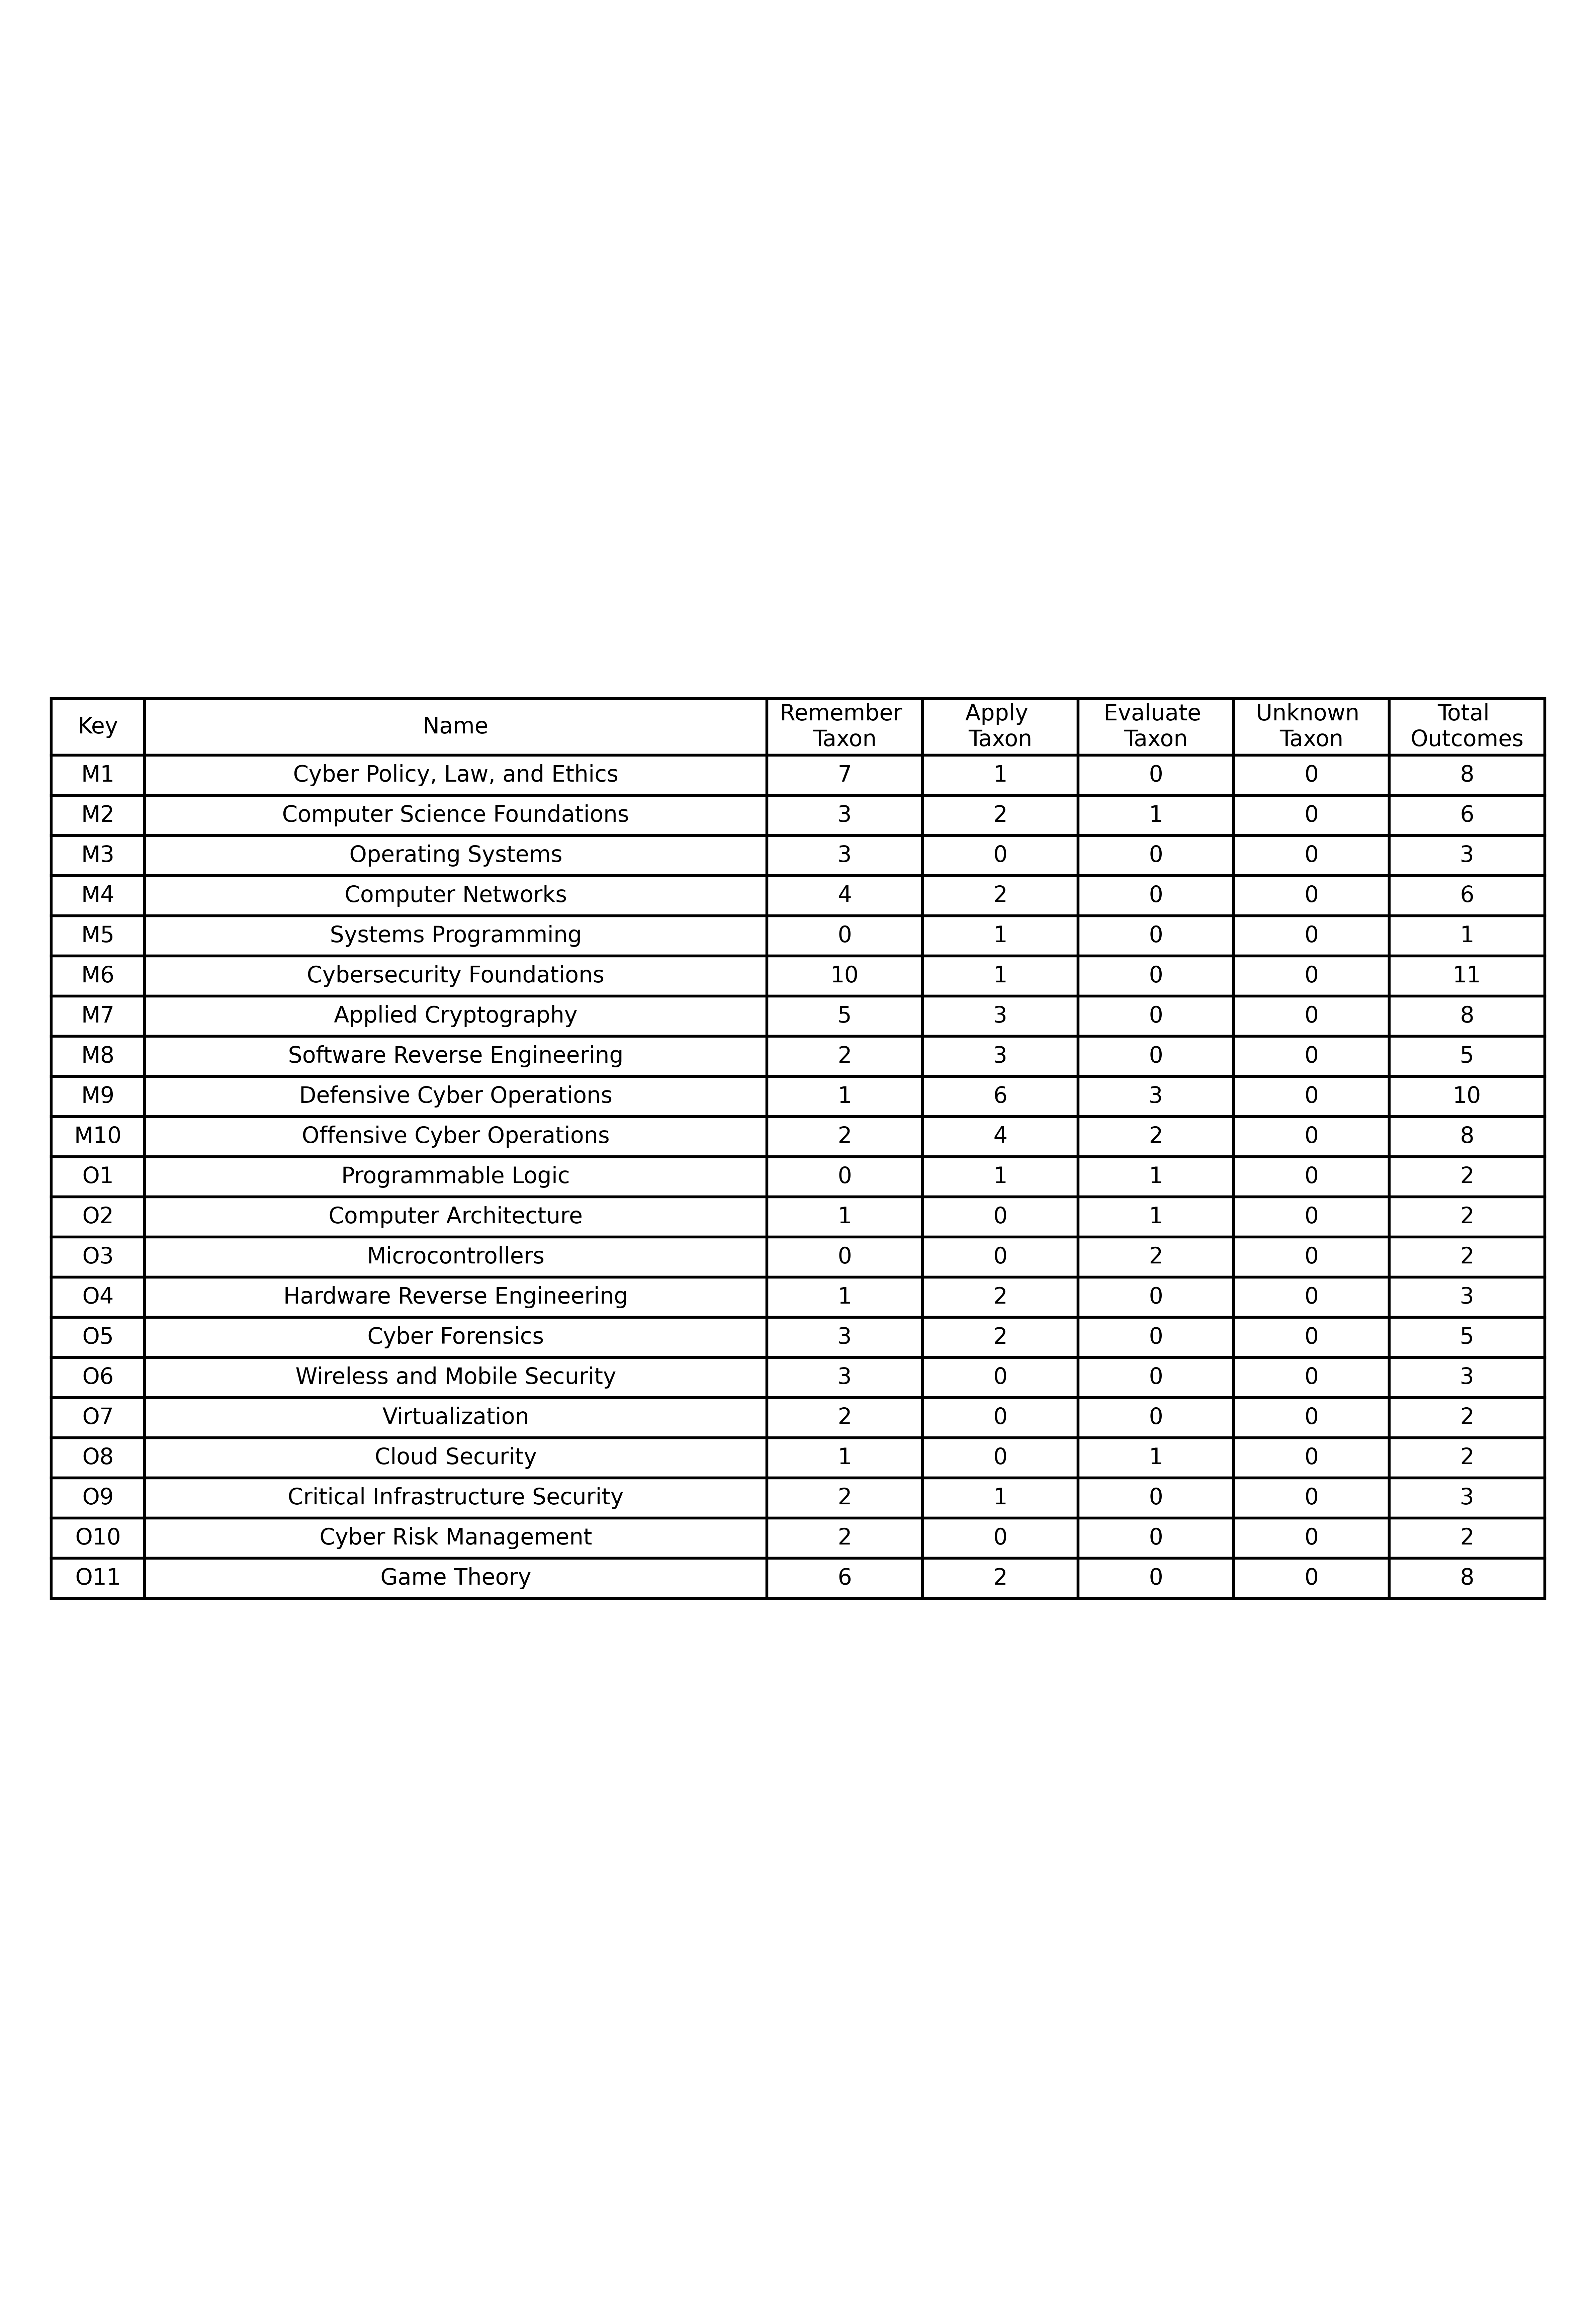 Key Name Remember Taxon Apply Taxon Evaluate Taxon Unknown Taxon Total Outcomes
M1 Cyber Policy, Law, and Ethics 7 1 0 0 8
M2 Computer Science Foundations 3 2 1 0 6
M3 Operating Systems 3 0 0 0 3
M4 Computer Networks 4 2 0 0 6
M5 Systems Programming 0 1 0 0 1
M6 Cybersecurity Foundations 10 1 0 0 11
M7 Applied Cryptography 5 3 0 0 8
M8 Software Reverse Engineering 2 3 0 0 5
M9 Defensive Cyber Operations 1 6 3 0 10
M10 Offensive Cyber Operations 2 4 2 0 8
O1 Programmable Logic 0 1 1 0 2
O2 Computer Architecture 1 0 1 0 2
O3 Microcontrollers 0 0 2 0 2
O4 Hardware Reverse Engineering 1 2 0 0 3
O5 Cyber Forensics 3 2 0 0 5
O6 Wireless and Mobile Security 3 0 0 0 3
O7 Virtualization 2 0 0 0 2
O8 Cloud Security 1 0 1 0 2
O9 Critical Infrastructure Security 2 1 0 0 3
O10 Cyber Risk Management 2 0 0 0 2
O11 Game Theory 6 2 0 0 8